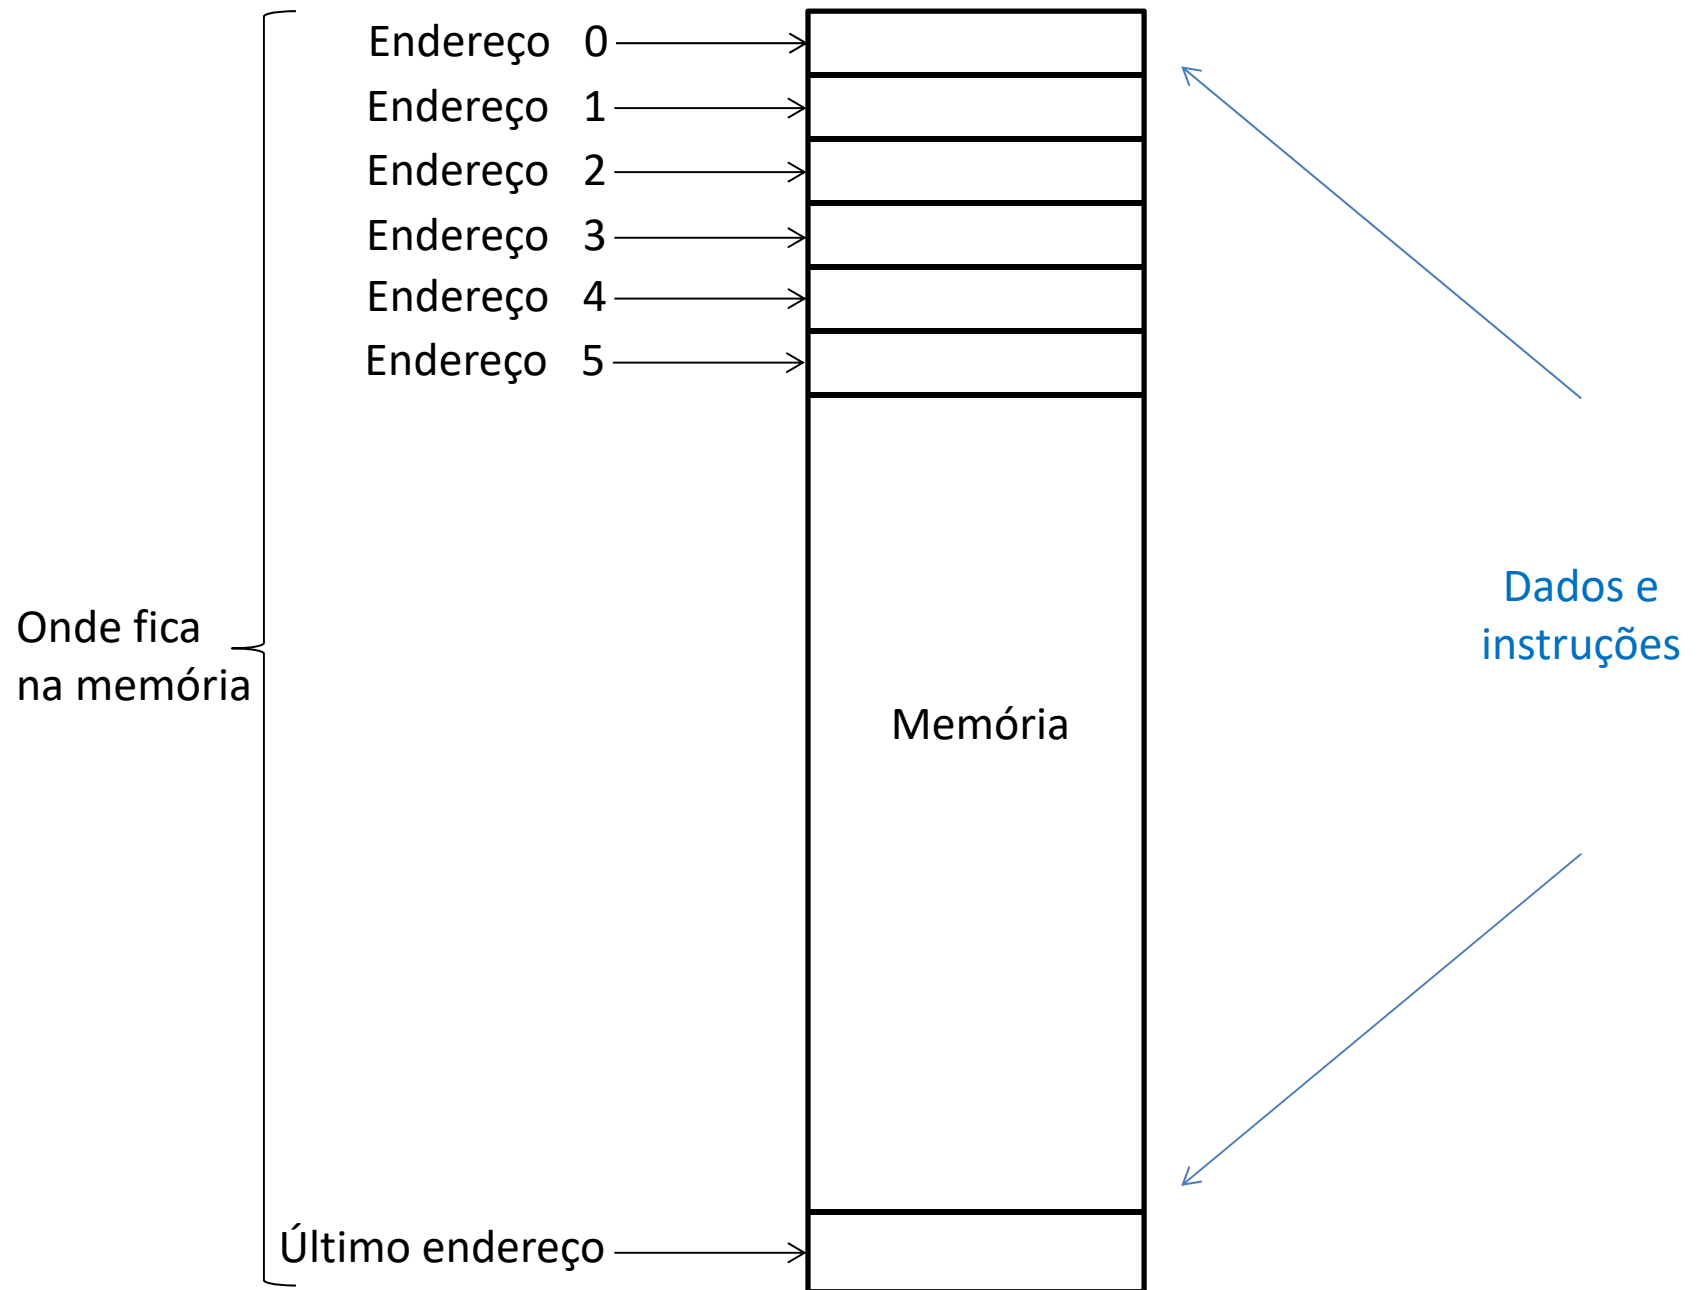 Endereço 0
Endereço 1
Endereço 2
Endereço 3
Endereço 4
Endereço 5
Onde fica
na memória
Memória
Dados e
instruções
Último endereço